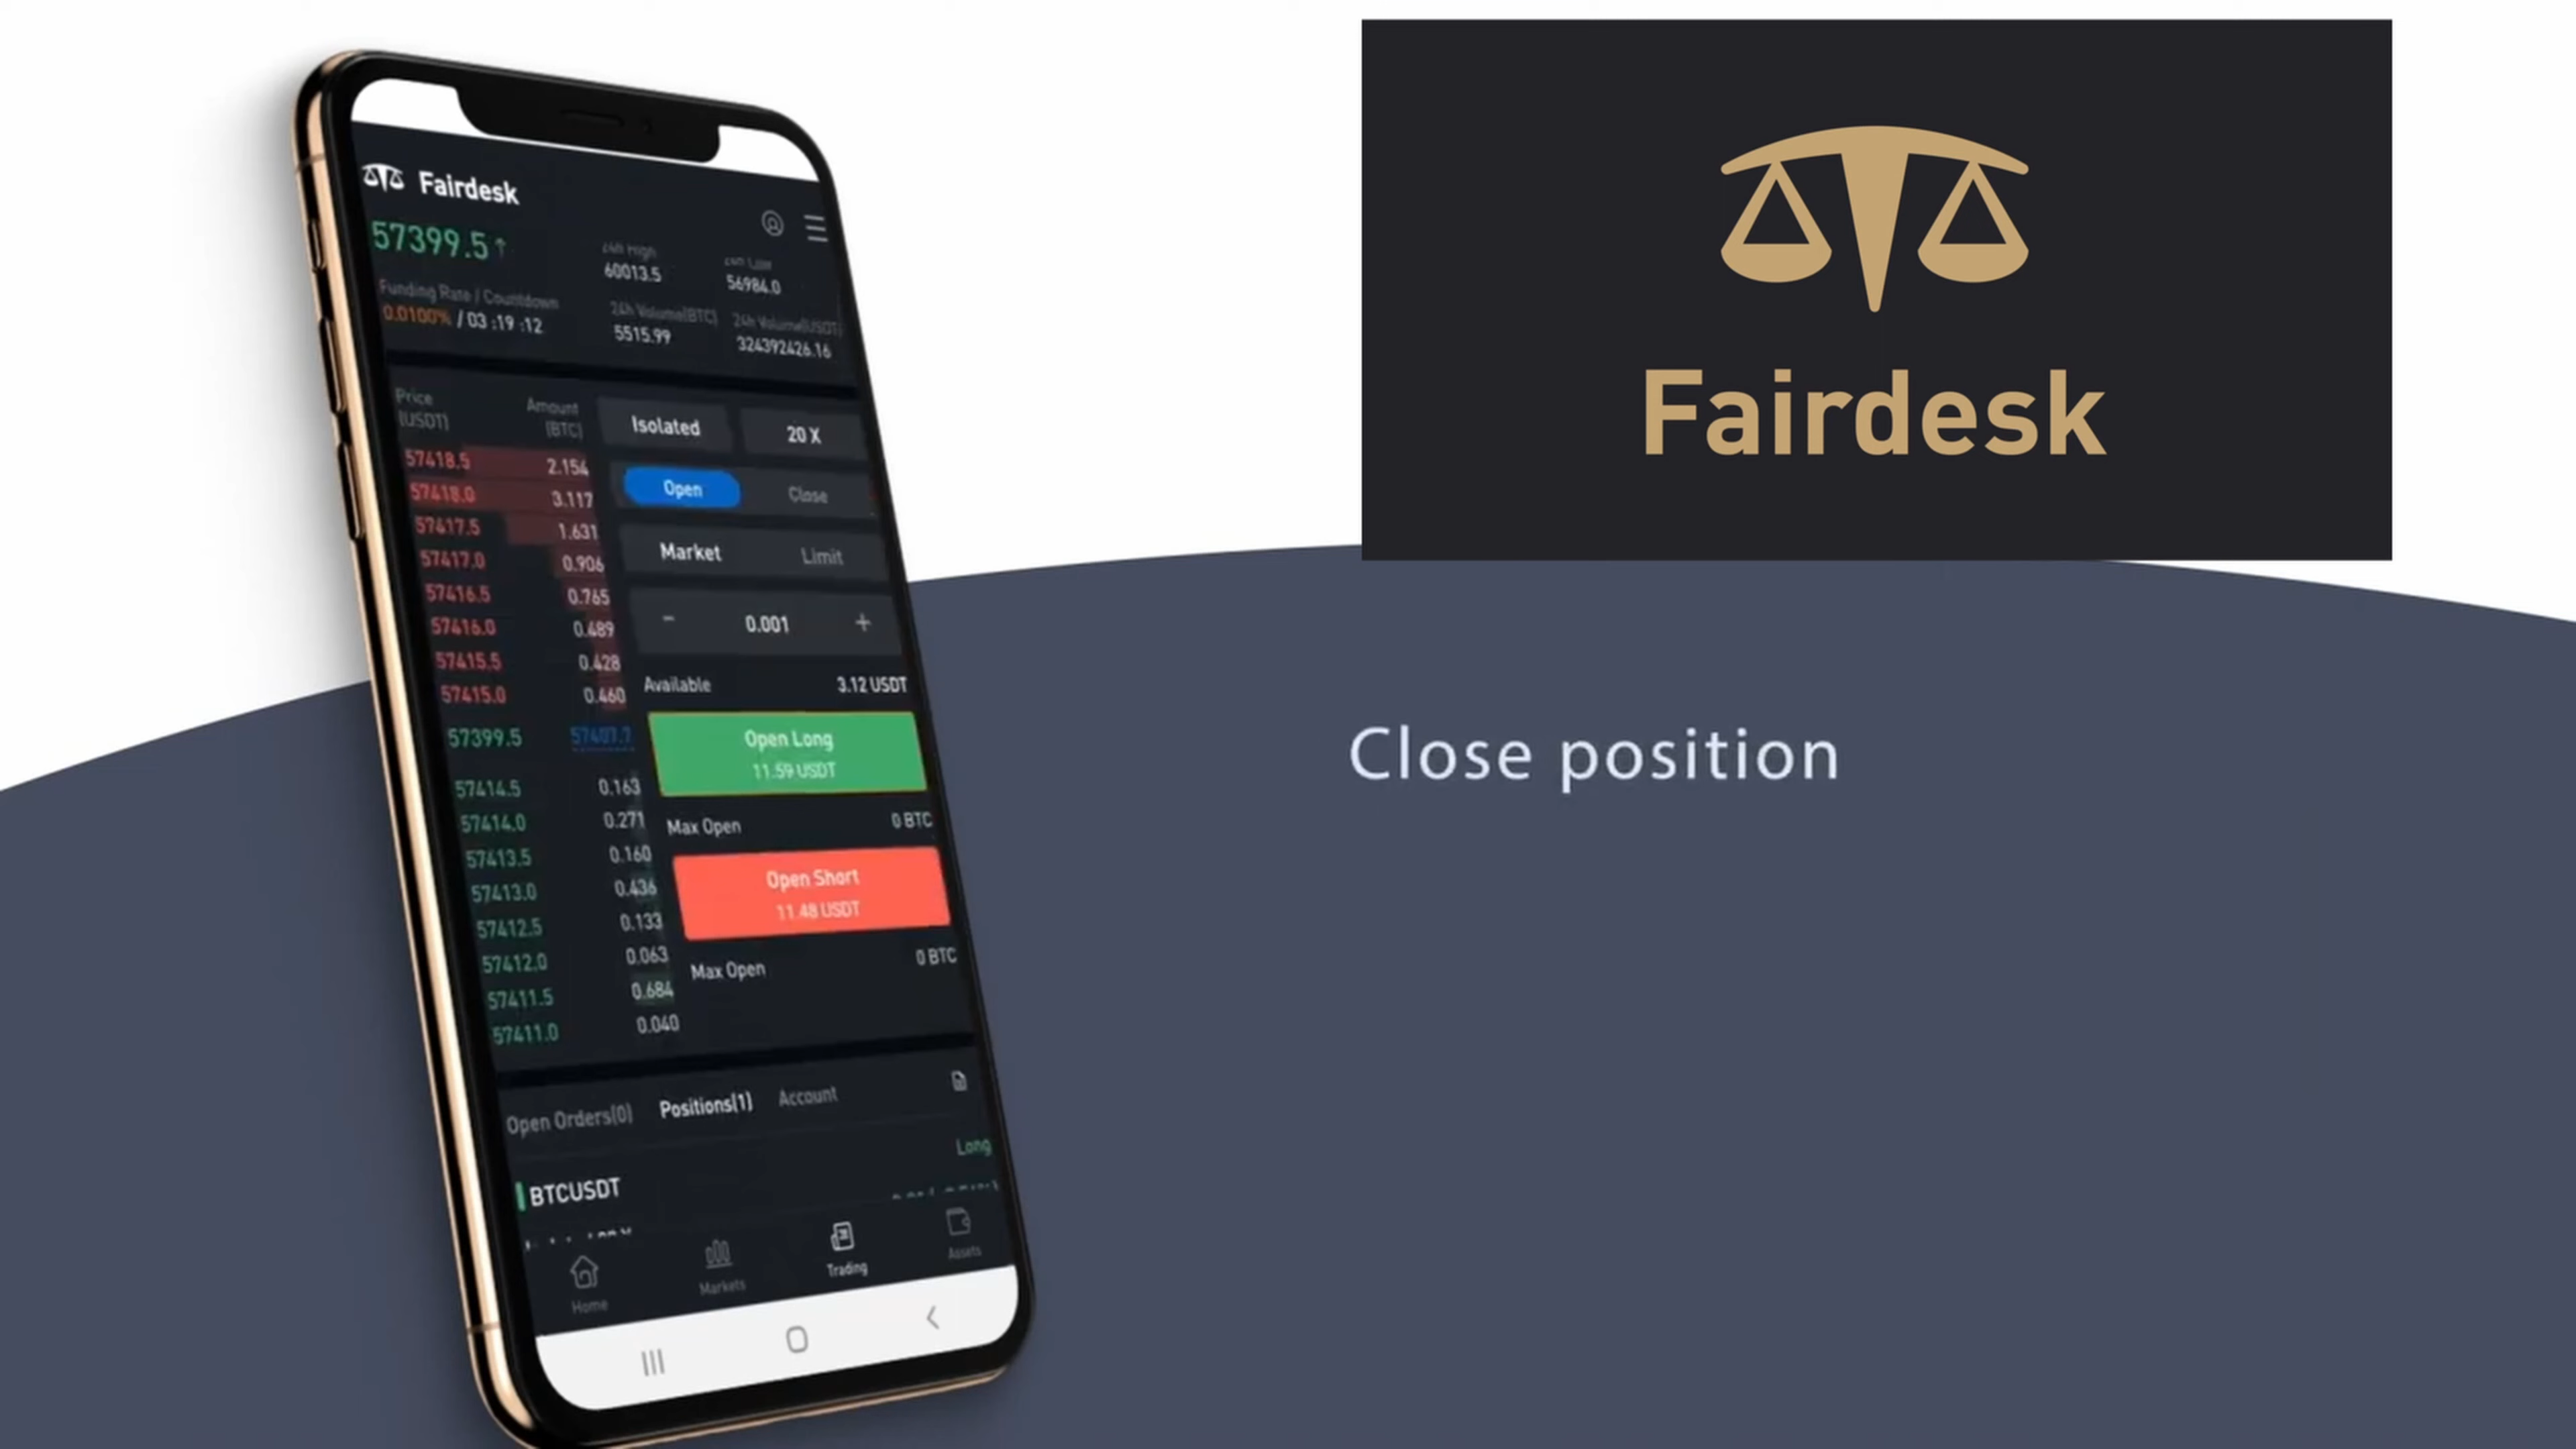 Fairdesk
57399.5↑
24h High
60013.5
24h Low
56984.0
Funding Rate / Countdown
0.0100% / 03 :19 :12
24h Volume(BTC)
5515.99
24h Volume(USDT)
324392426.16
Price
(USDT)
Amount
(BTC)
57418.5 2.154
57418.0 3.117
57417.5 1.631
57417.0 0.906
57416.5 0.765
57416.0 0.489
57415.5 0.428
57415.0 0.460
57399.5 57407.7
57414.5 0.163
57414.0 0.271
57413.5 0.160
57413.0 0.436
57412.5 0.133
57412.0 0.063
57411.5 0.684
57411.0 0.040
Isolated 20 X
Open Close
Market Limit
− 0.001 +
Available 3.12 USDT
Open Long
11.59 USDT
Max Open 0 BTC
Open Short
11.48 USDT
Max Open 0 BTC
Open Orders(0) Positions(1) Account
Long
BTCUSDT
Home Markets Trading Assets
Fairdesk
Close position